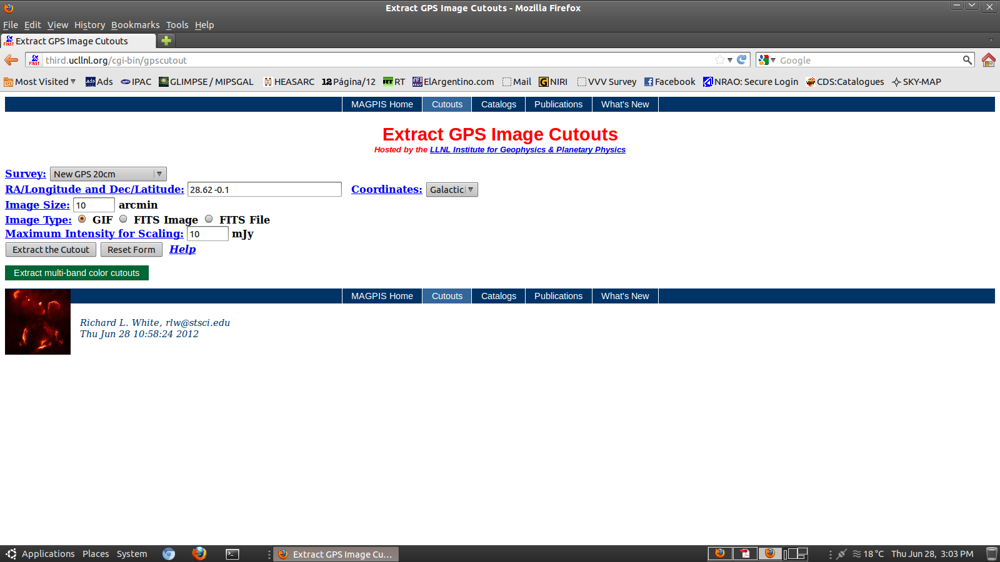 Extract GPS Image Cutouts - Mozilla Firefox
File Edit View History Bookmarks Tools Help
FIRST Extract GPS Image Cutouts
FIRST third.ucllnl.org/cgi-bin/gpscutout Google
Most Visited ads Ads IPAC GLIMPSE / MIPSGAL H HEASARC 12 Página/12 RT RT ElArgentino.com Mail G NIRI VVV Survey Facebook NRAO: Secure Login CDS:Catalogues SKY-MAP
MAGPIS Home Cutouts Catalogs Publications What's New
Extract GPS Image Cutouts
Hosted by the LLNL Institute for Geophysics & Planetary Physics
Survey: New GPS 20cm
RA/Longitude and Dec/Latitude: 28.62 -0.1 Coordinates: Galactic
Image Size: 10 arcmin
Image Type: GIF FITS Image FITS File
Maximum Intensity for Scaling: 10 mJy
Extract the Cutout Reset Form Help
Extract multi-band color cutouts
MAGPIS Home Cutouts Catalogs Publications What's New
Richard L. White, rlw@stsci.edu
Thu Jun 28 10:58:24 2012
Applications Places System Extract GPS Image Cu... 18 °C Thu Jun 28, 3:03 PM